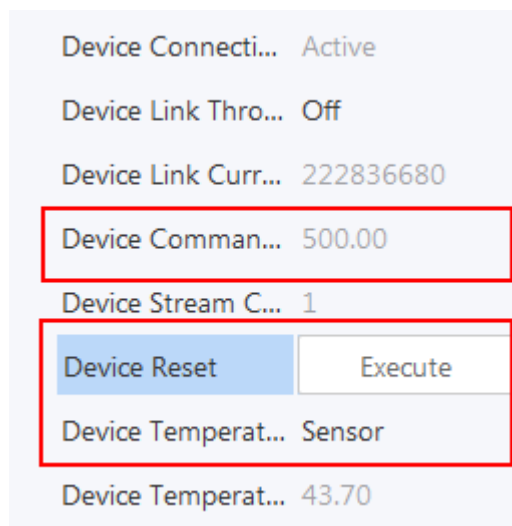 Device Connecti... Active
Device Link Thro... Off
Device Link Curr... 222836680
Device Comman... 500.00
Device Stream C... 1
Device Reset Execute
Device Temperat... Sensor
Device Temperat... 43.70